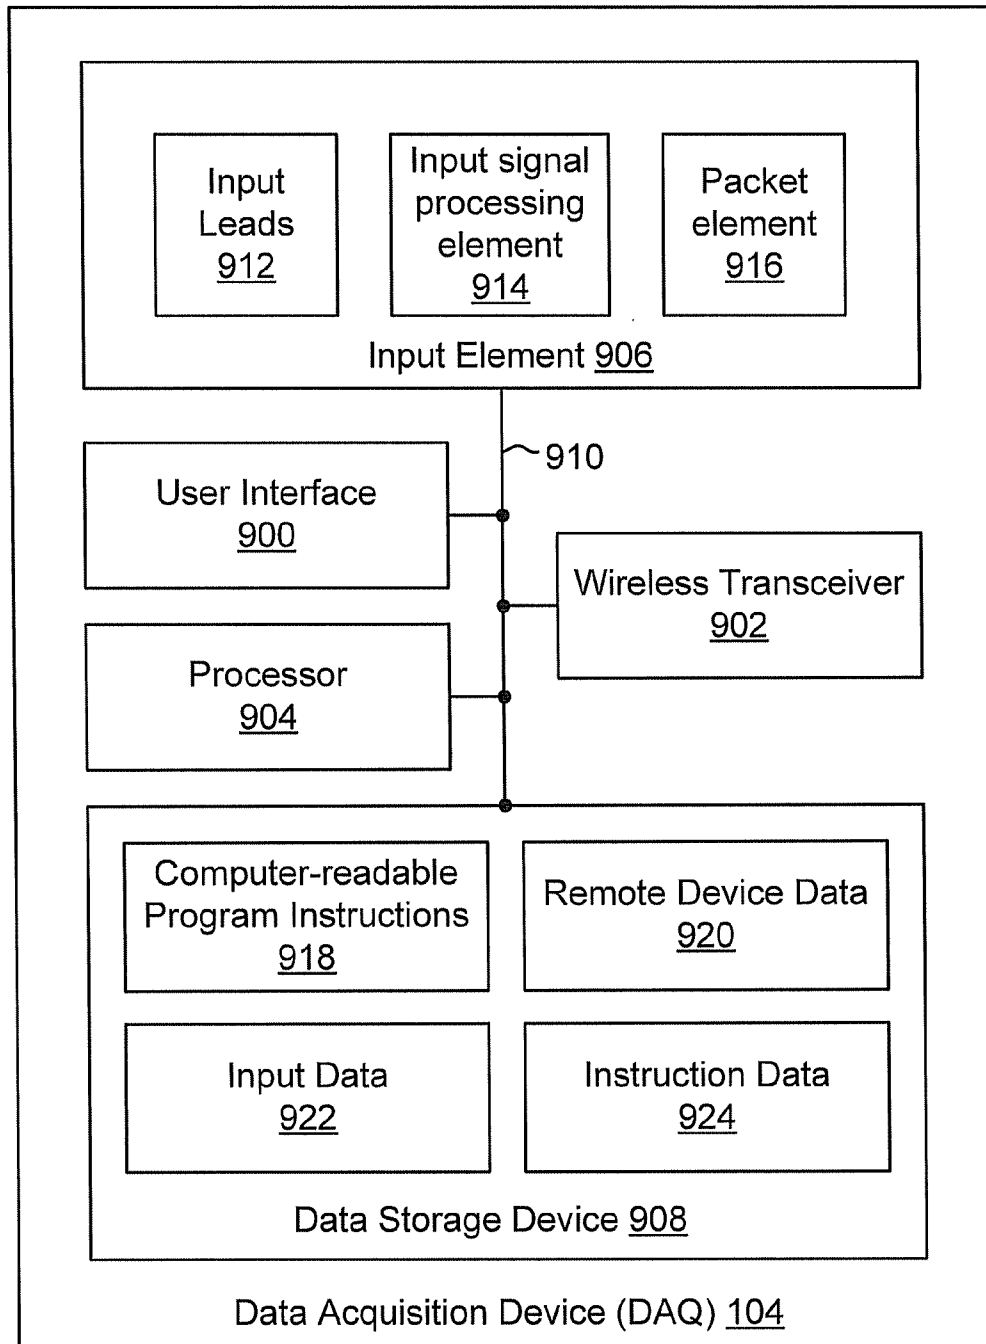 Input
Leads
912
Input signal
processing
element
914
Packet
element
916
Input Element 906
910
User Interface
900
Wireless Transceiver
902
Processor
904
Computer-readable
Program Instructions
918
Remote Device Data
920
Input Data
922
Instruction Data
924
Data Storage Device 908
Data Acquisition Device (DAQ) 104